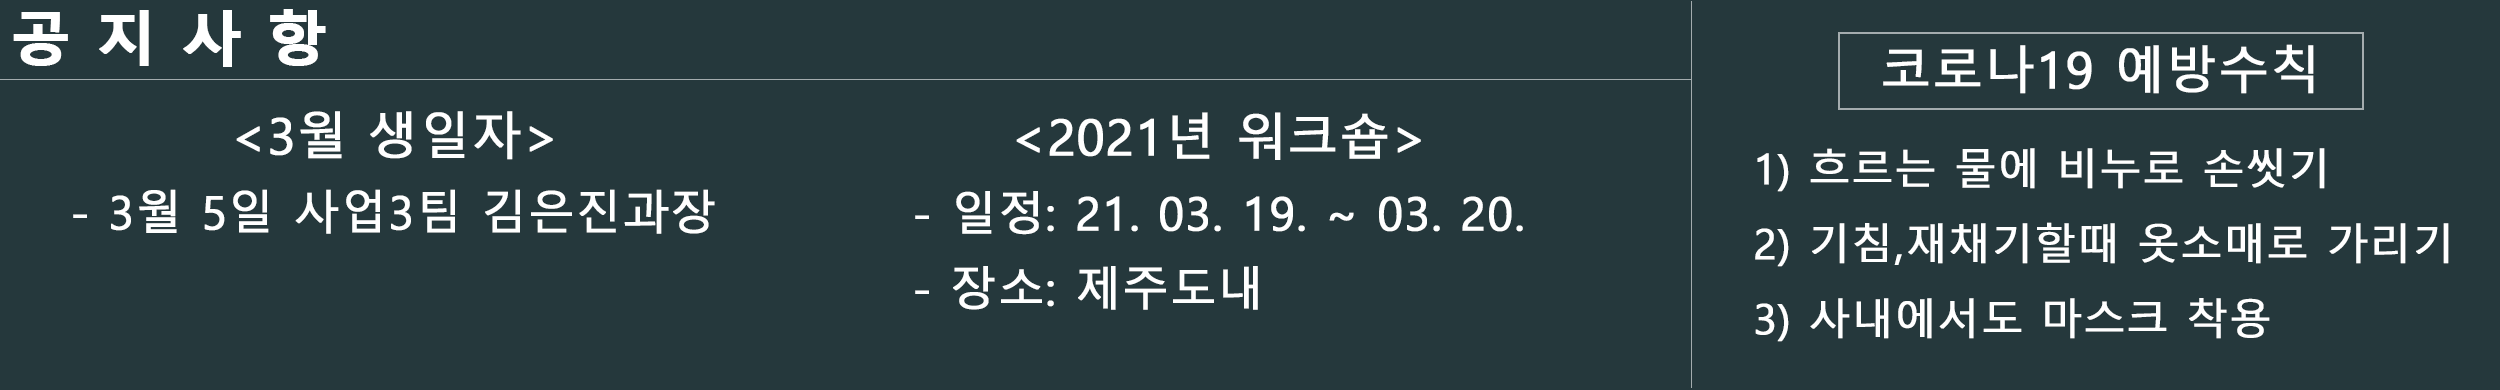 공지사항
<3월 생일자>
- 3월 5일 사업3팀 김은진과장
<2021년 워크숍>
- 일정: 21. 03. 19. ~ 03. 20.
- 장소: 제주도내
코로나19 예방수칙
1) 흐르는 물에 비누로 손씻기
2) 기침,재채기할때 옷소매로 가리기
3) 사내에서도 마스크 착용